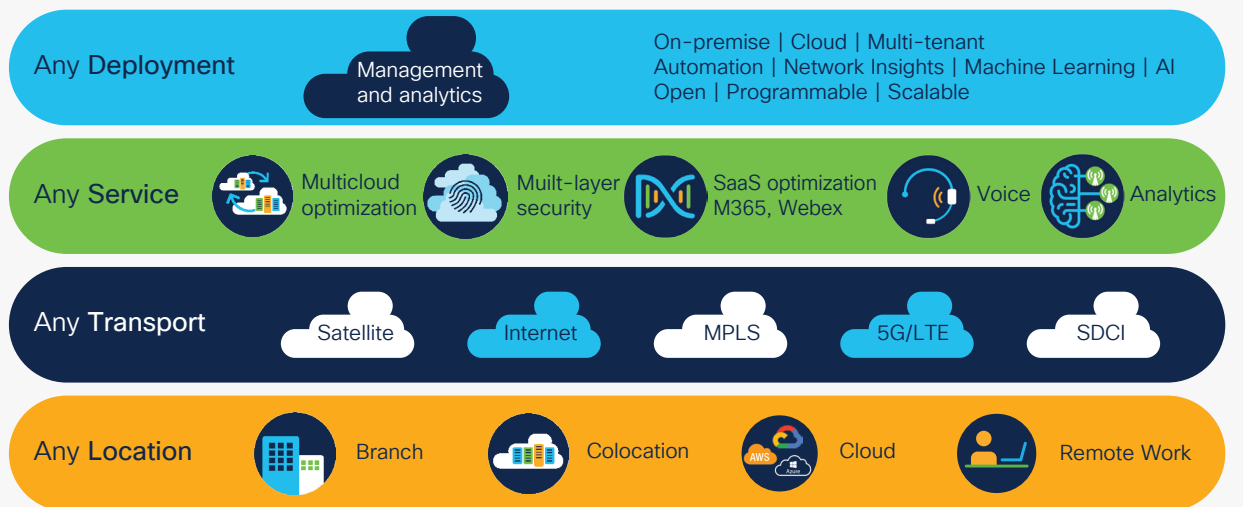 Any Deployment
Management
and analytics
On-premise | Cloud | Multi-tenant
Automation | Network Insights | Machine Learning | AI
Open | Programmable | Scalable
Any Service
Multicloud
optimization
Muilt-layer
security
SaaS optimization
M365, Webex
Voice
Analytics
Any Transport
Satellite
Internet
MPLS
5G/LTE
SDCI
Any Location
Branch
Colocation
AWS
Azure
Cloud
Remote Work